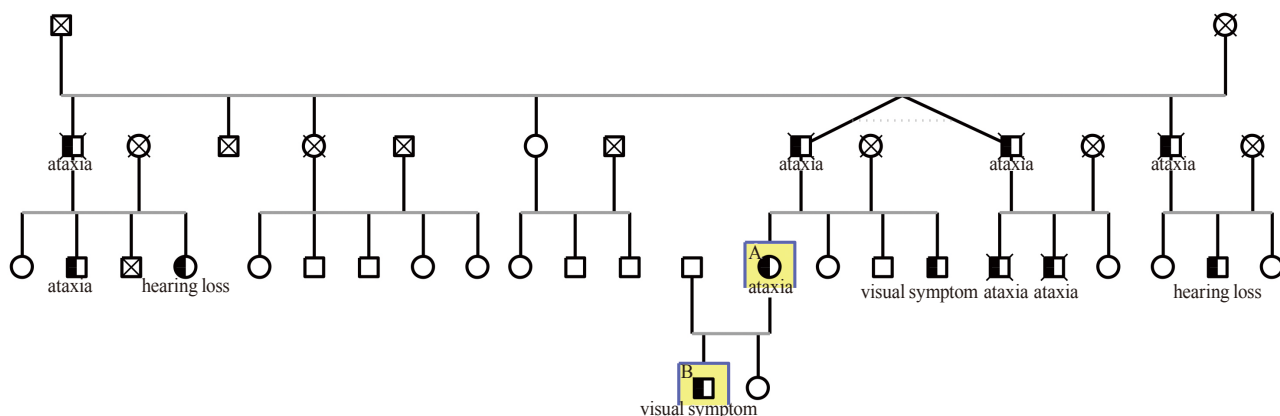 ataxia
ataxia
ataxia
ataxia
A
ataxia
hearing loss
ataxia
visual symptom
ataxia
ataxia
hearing loss
B
visual symptom